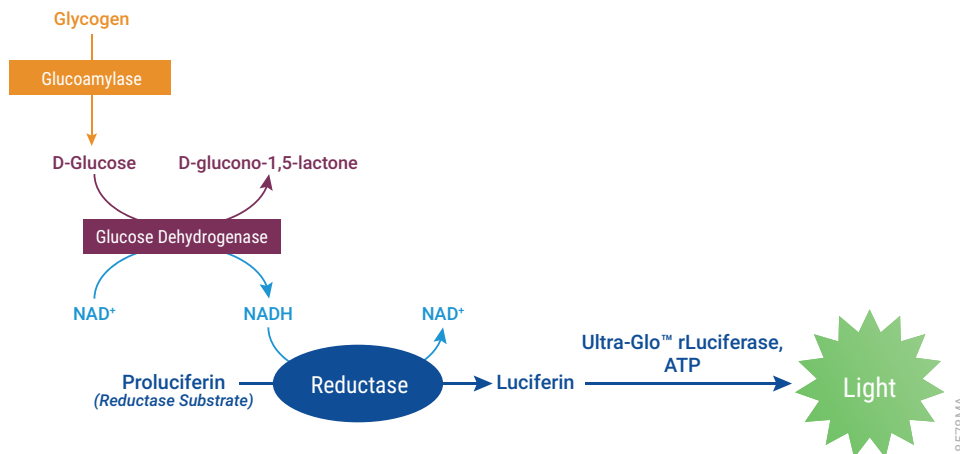 Glycogen
Glucoamylase
D-Glucose
D-glucono-1,5-lactone
Glucose Dehydrogenase
NAD⁺
NADH
NAD⁺
Ultra-Glo™ rLuciferase,
ATP
Proluciferin
(Reductase Substrate)
Reductase
Luciferin
Light